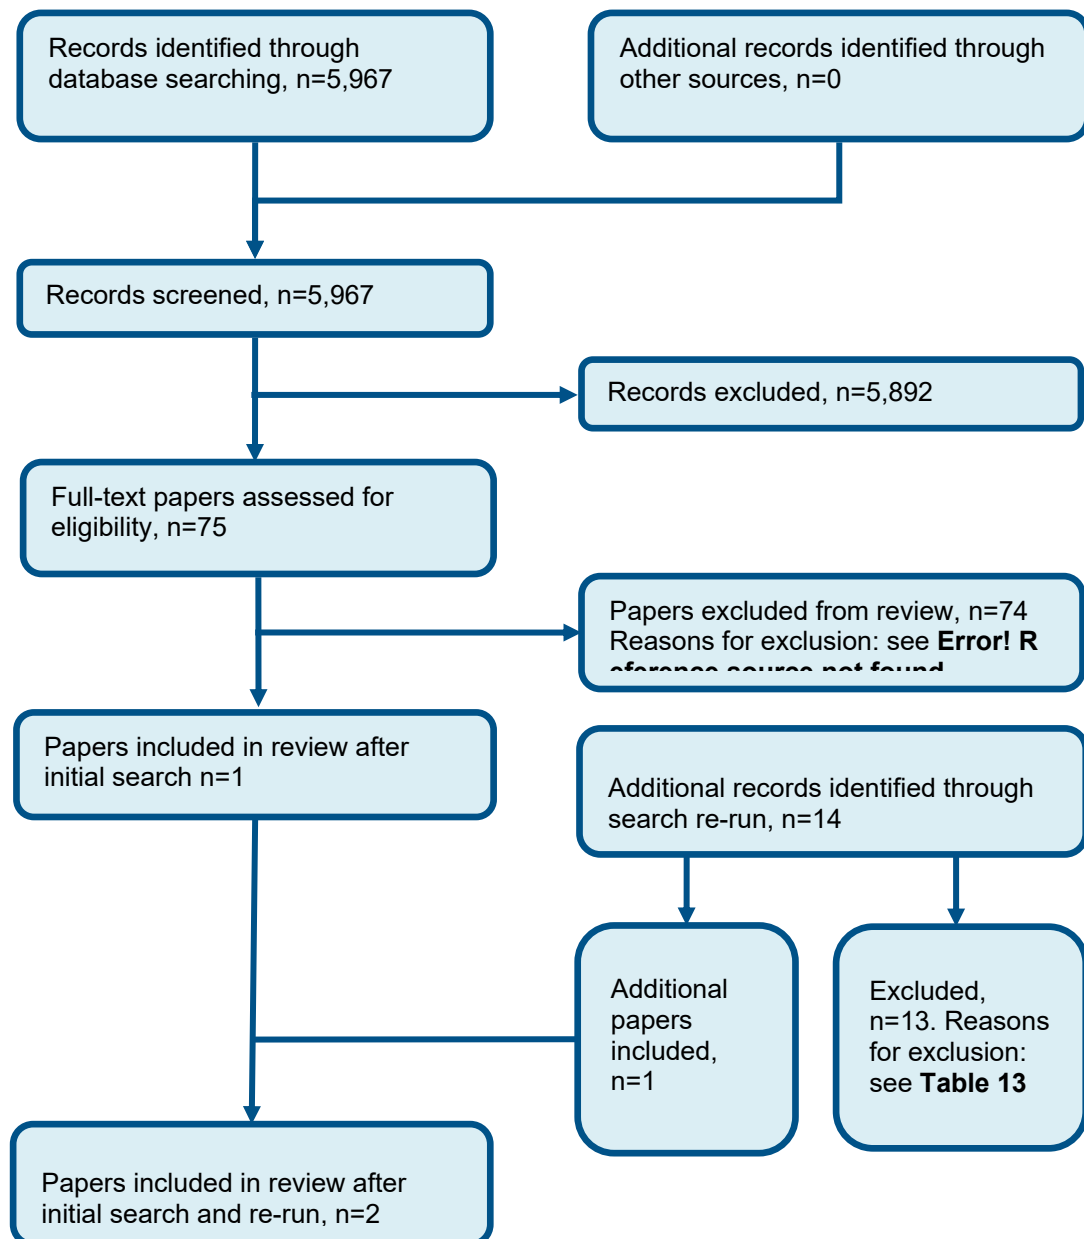 Records identified through
database searching, n=5,967
Additional records identified through
other sources, n=0
Records screened, n=5,967
Records excluded, n=5,892
Full-text papers assessed for
eligibility, n=75
Papers excluded from review, n=74
Reasons for exclusion: see Error! R
eference source not found
Papers included in review after
initial search n=1
Additional records identified through
search re-run, n=14
Additional
papers
included,
n=1
Excluded,
n=13. Reasons
for exclusion:
see Table 13
Papers included in review after
initial search and re-run, n=2